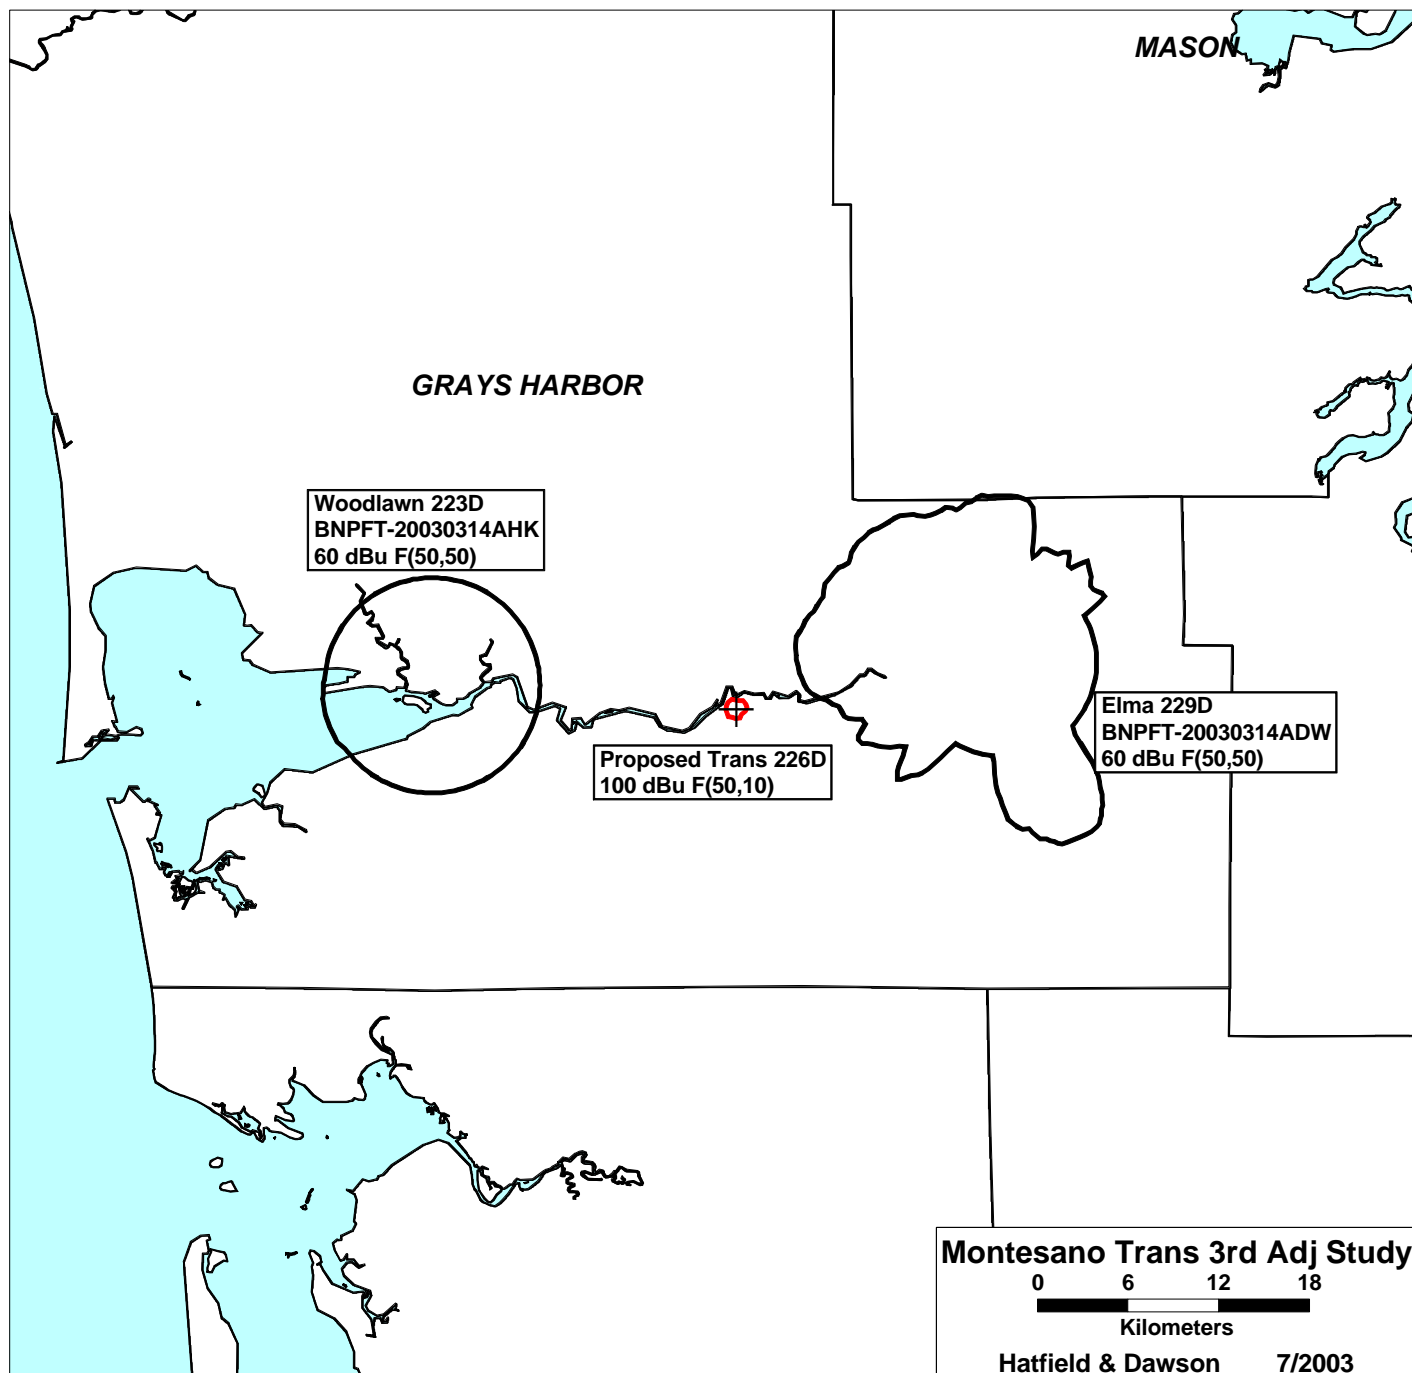 MASON
GRAYS HARBOR
Woodlawn 223D
BNPFT-20030314AHK
60 dBu F(50,50)
Elma 229D
BNPFT-20030314ADW
60 dBu F(50,50)
Proposed Trans 226D
100 dBu F(50,10)
Montesano Trans 3rd Adj Study
0 6 12 18
Kilometers
Hatfield & Dawson 7/2003